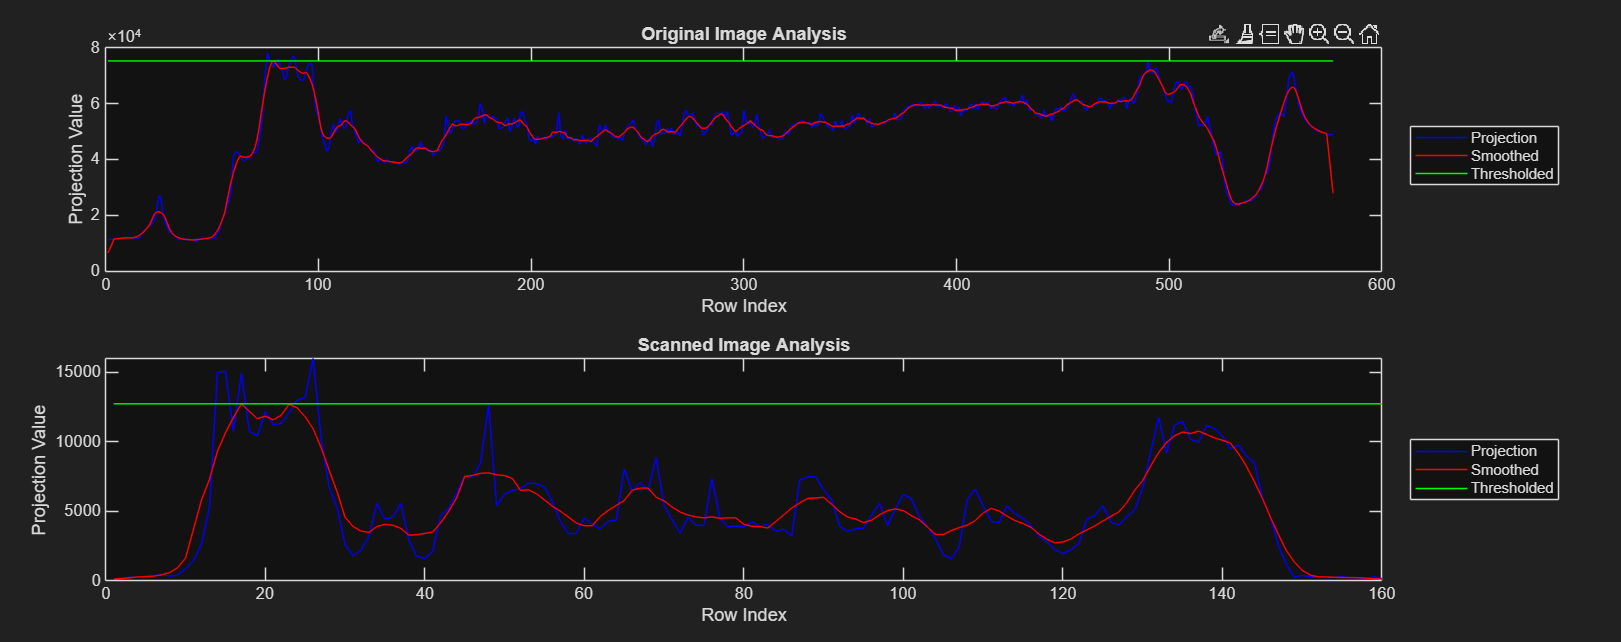 Original Image Analysis
×10⁴
8
6
4
2
0
Projection Value
0 100 200 300 400 500 600
Row Index
Projection
Smoothed
Thresholded
Scanned Image Analysis
15000
10000
5000
0
Projection Value
0 20 40 60 80 100 120 140 160
Row Index
Projection
Smoothed
Thresholded